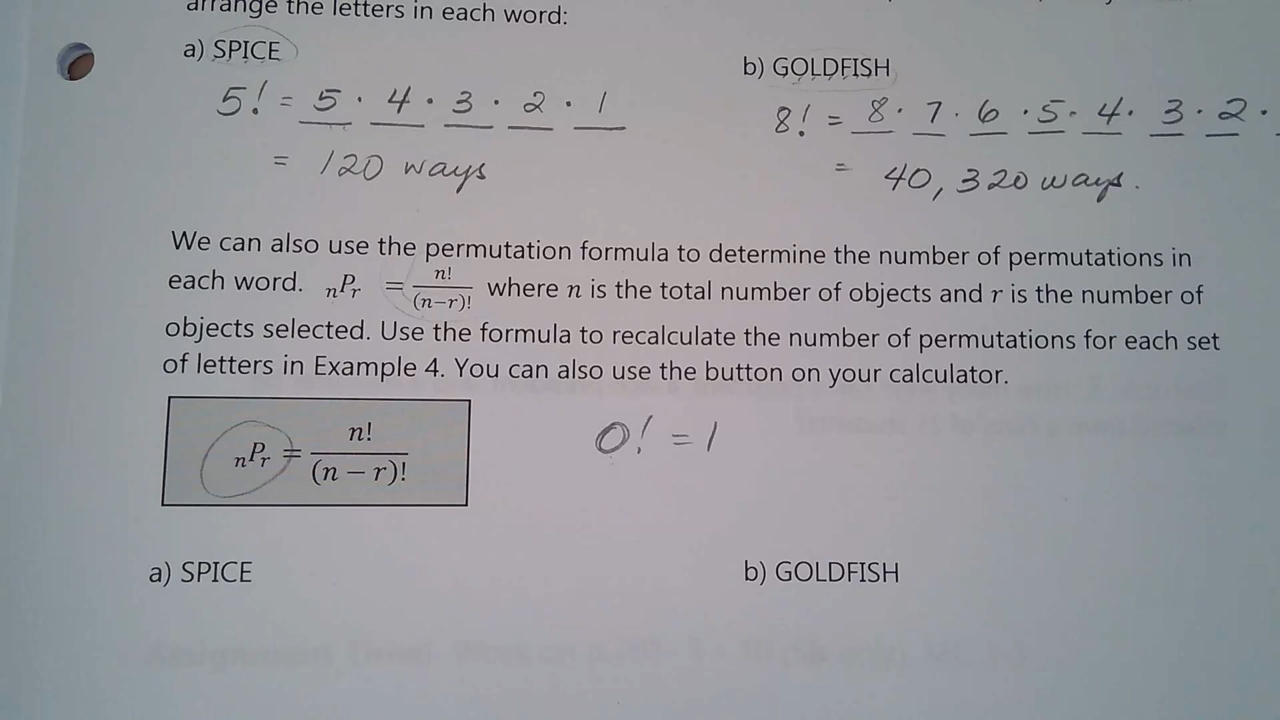 arrange the letters in each word:
a) SPICE
5! = 5 · 4 · 3 · 2 · 1
= 120 ways
b) GOLDFISH
8! = 8 · 7 · 6 · 5 · 4 · 3 · 2 ·
= 40,320 ways.
We can also use the permutation formula to determine the number of permutations in
each word. nPr = n!/(n−r)! where n is the total number of objects and r is the number of
objects selected. Use the formula to recalculate the number of permutations for each set
of letters in Example 4. You can also use the button on your calculator.
nPr = n!/(n − r)!
0! = 1
a) SPICE
b) GOLDFISH